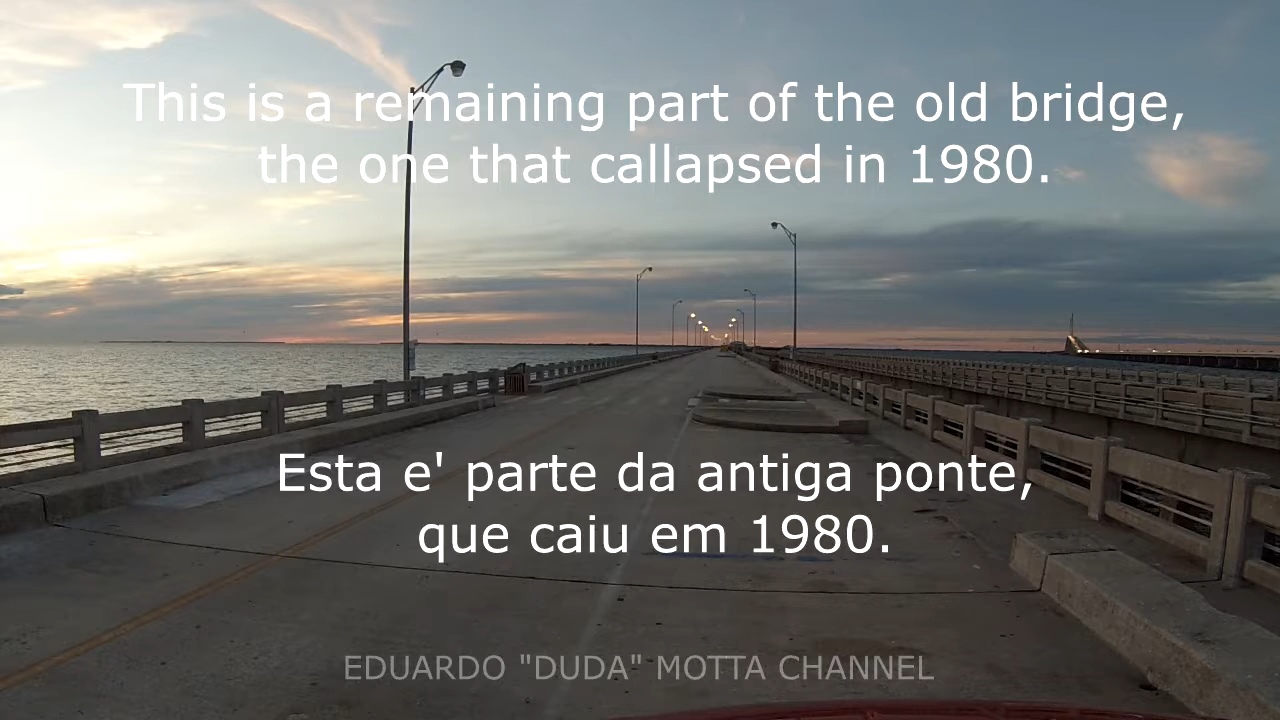 This is a remaining part of the old bridge,
the one that callapsed in 1980.
Esta e' parte da antiga ponte,
que caiu em 1980.
EDUARDO "DUDA" MOTTA CHANNEL